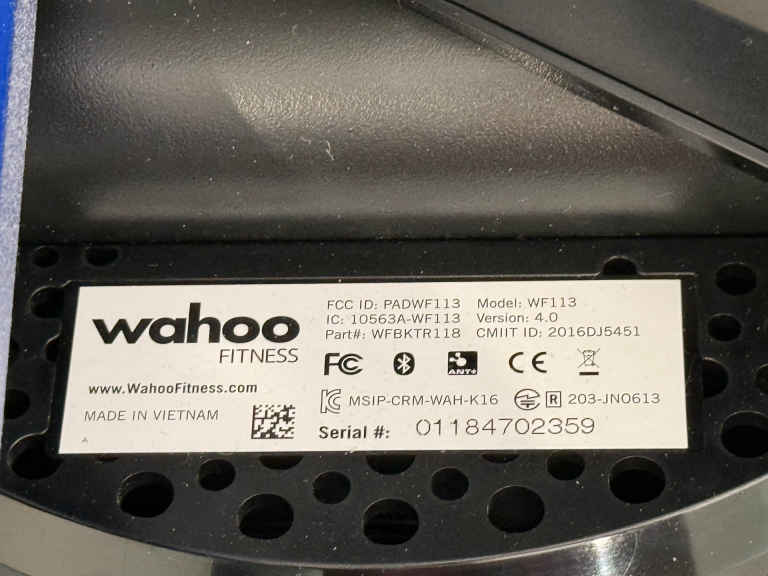 wahoo
FITNESS
www.WahooFitness.com
MADE IN VIETNAM
A
FCC ID: PADWF113 Model: WF113
IC: 10563A-WF113 Version: 4.0
Part#: WFBKTR118 CMIIT ID: 2016DJ5451
FC ANT+ CE
MSIP-CRM-WAH-K16 R 203-JN0613
Serial #: 01184702359